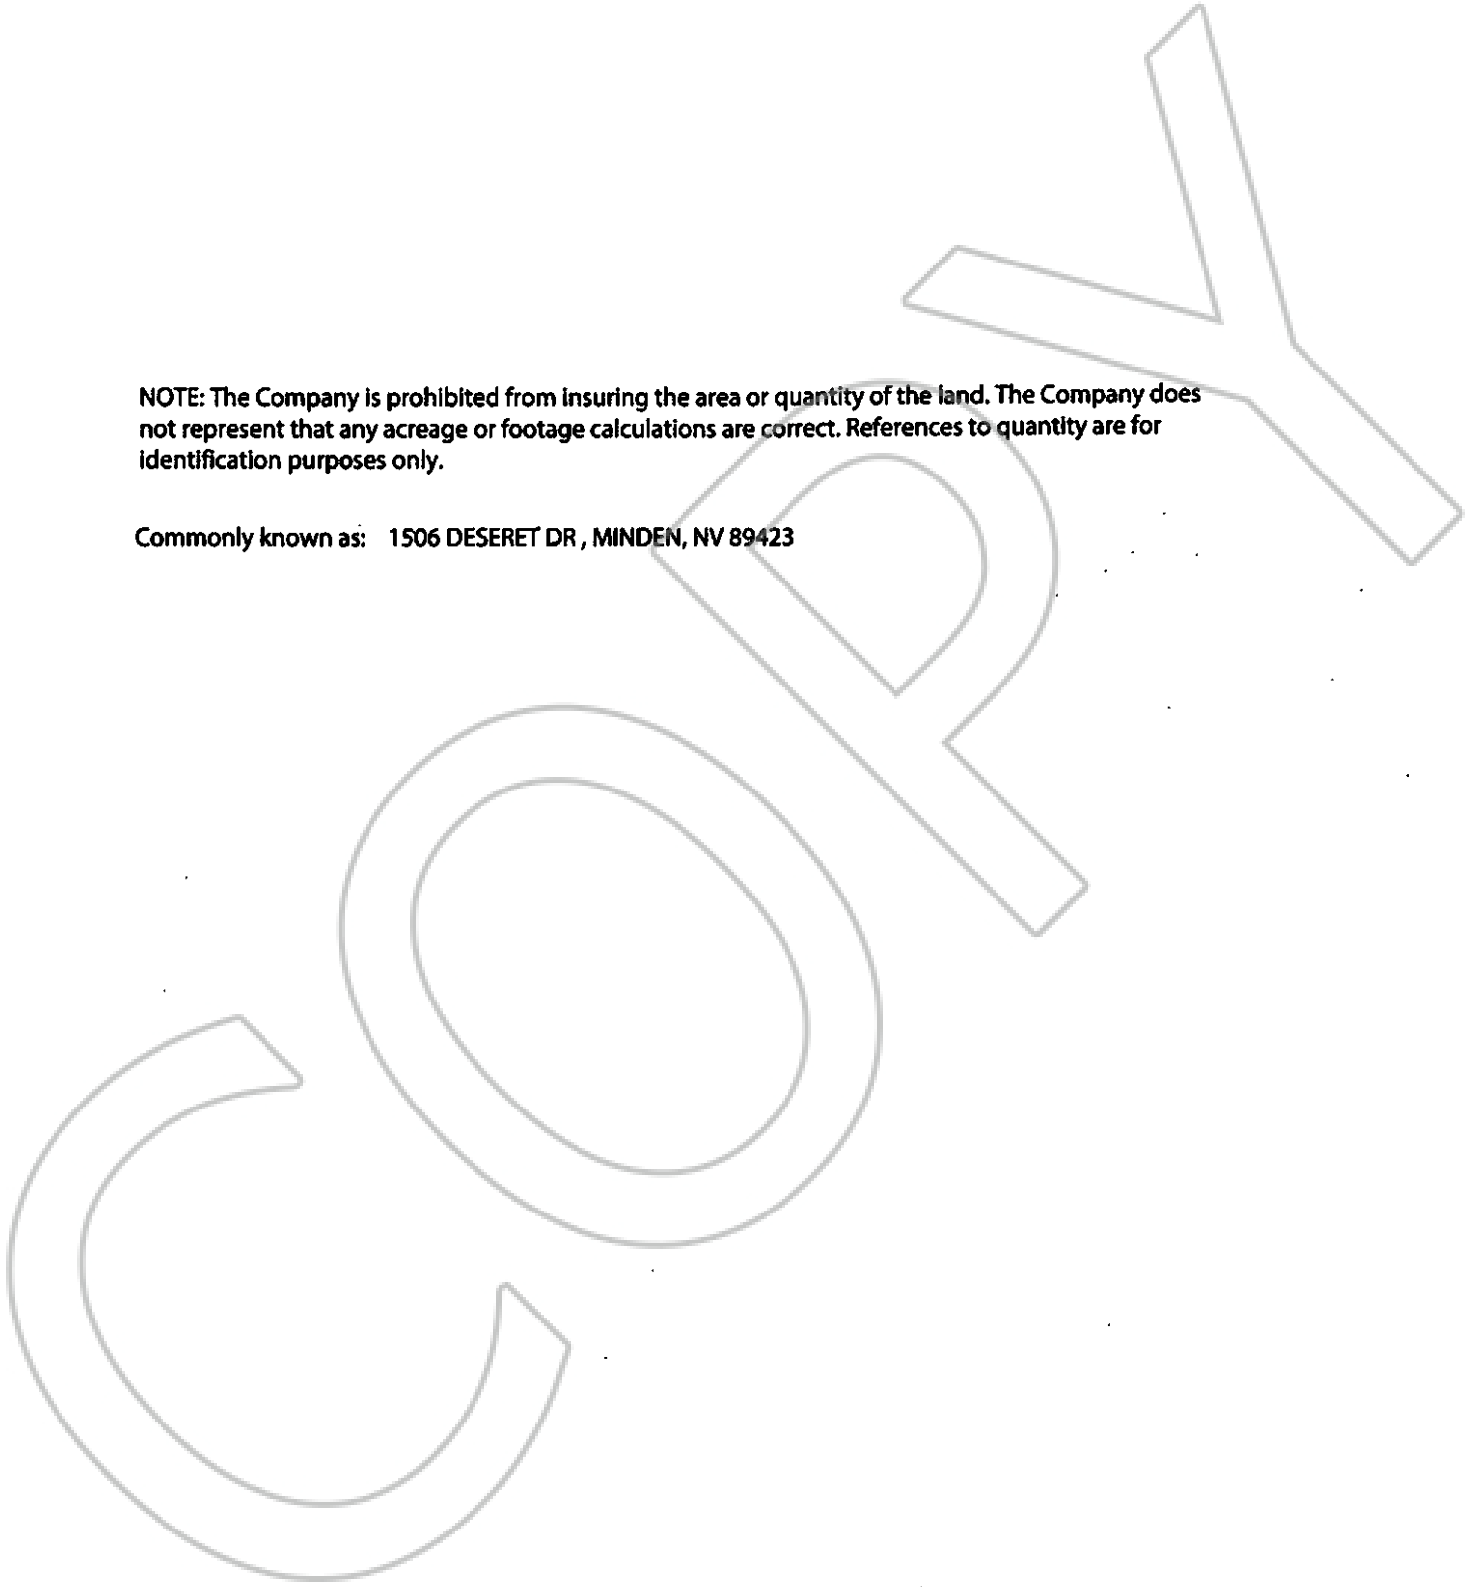 NOTE: The Company is prohibited from insuring the area or quantity of the land. The Company does
not represent that any acreage or footage calculations are correct. References to quantity are for
identification purposes only.
Commonly known as: 1506 DESERET DR , MINDEN, NV 89423
COPY